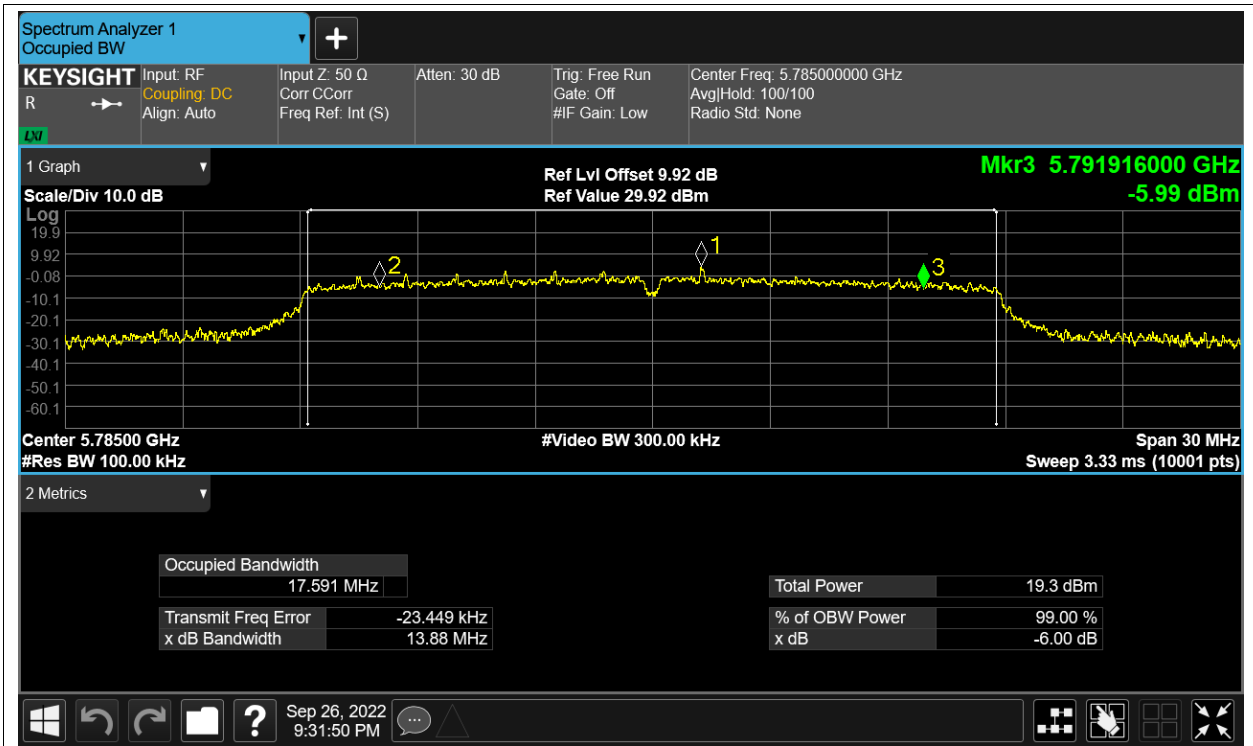 Spectrum Analyzer 1
Occupied BW
KEYSIGHT
R
LXI
Input: RF
Coupling: DC
Align: Auto
Input Z: 50 Ω
Corr CCorr
Freq Ref: Int (S)
Atten: 30 dB
Trig: Free Run
Gate: Off
#IF Gain: Low
Center Freq: 5.785000000 GHz
Avg|Hold: 100/100
Radio Std: None
1 Graph
Scale/Div 10.0 dB
Ref Lvl Offset 9.92 dB
Ref Value 29.92 dBm
Mkr3 5.791916000 GHz
-5.99 dBm
Log
19.9
9.92
-0.08
-10.1
-20.1
-30.1
-40.1
-50.1
-60.1
2
1
3
Center 5.78500 GHz
#Res BW 100.00 kHz
#Video BW 300.00 kHz
Span 30 MHz
Sweep 3.33 ms (10001 pts)
2 Metrics
Occupied Bandwidth
17.591 MHz
Transmit Freq Error -23.449 kHz
x dB Bandwidth 13.88 MHz
Total Power 19.3 dBm
% of OBW Power 99.00 %
x dB -6.00 dB
?
Sep 26, 2022
9:31:50 PM